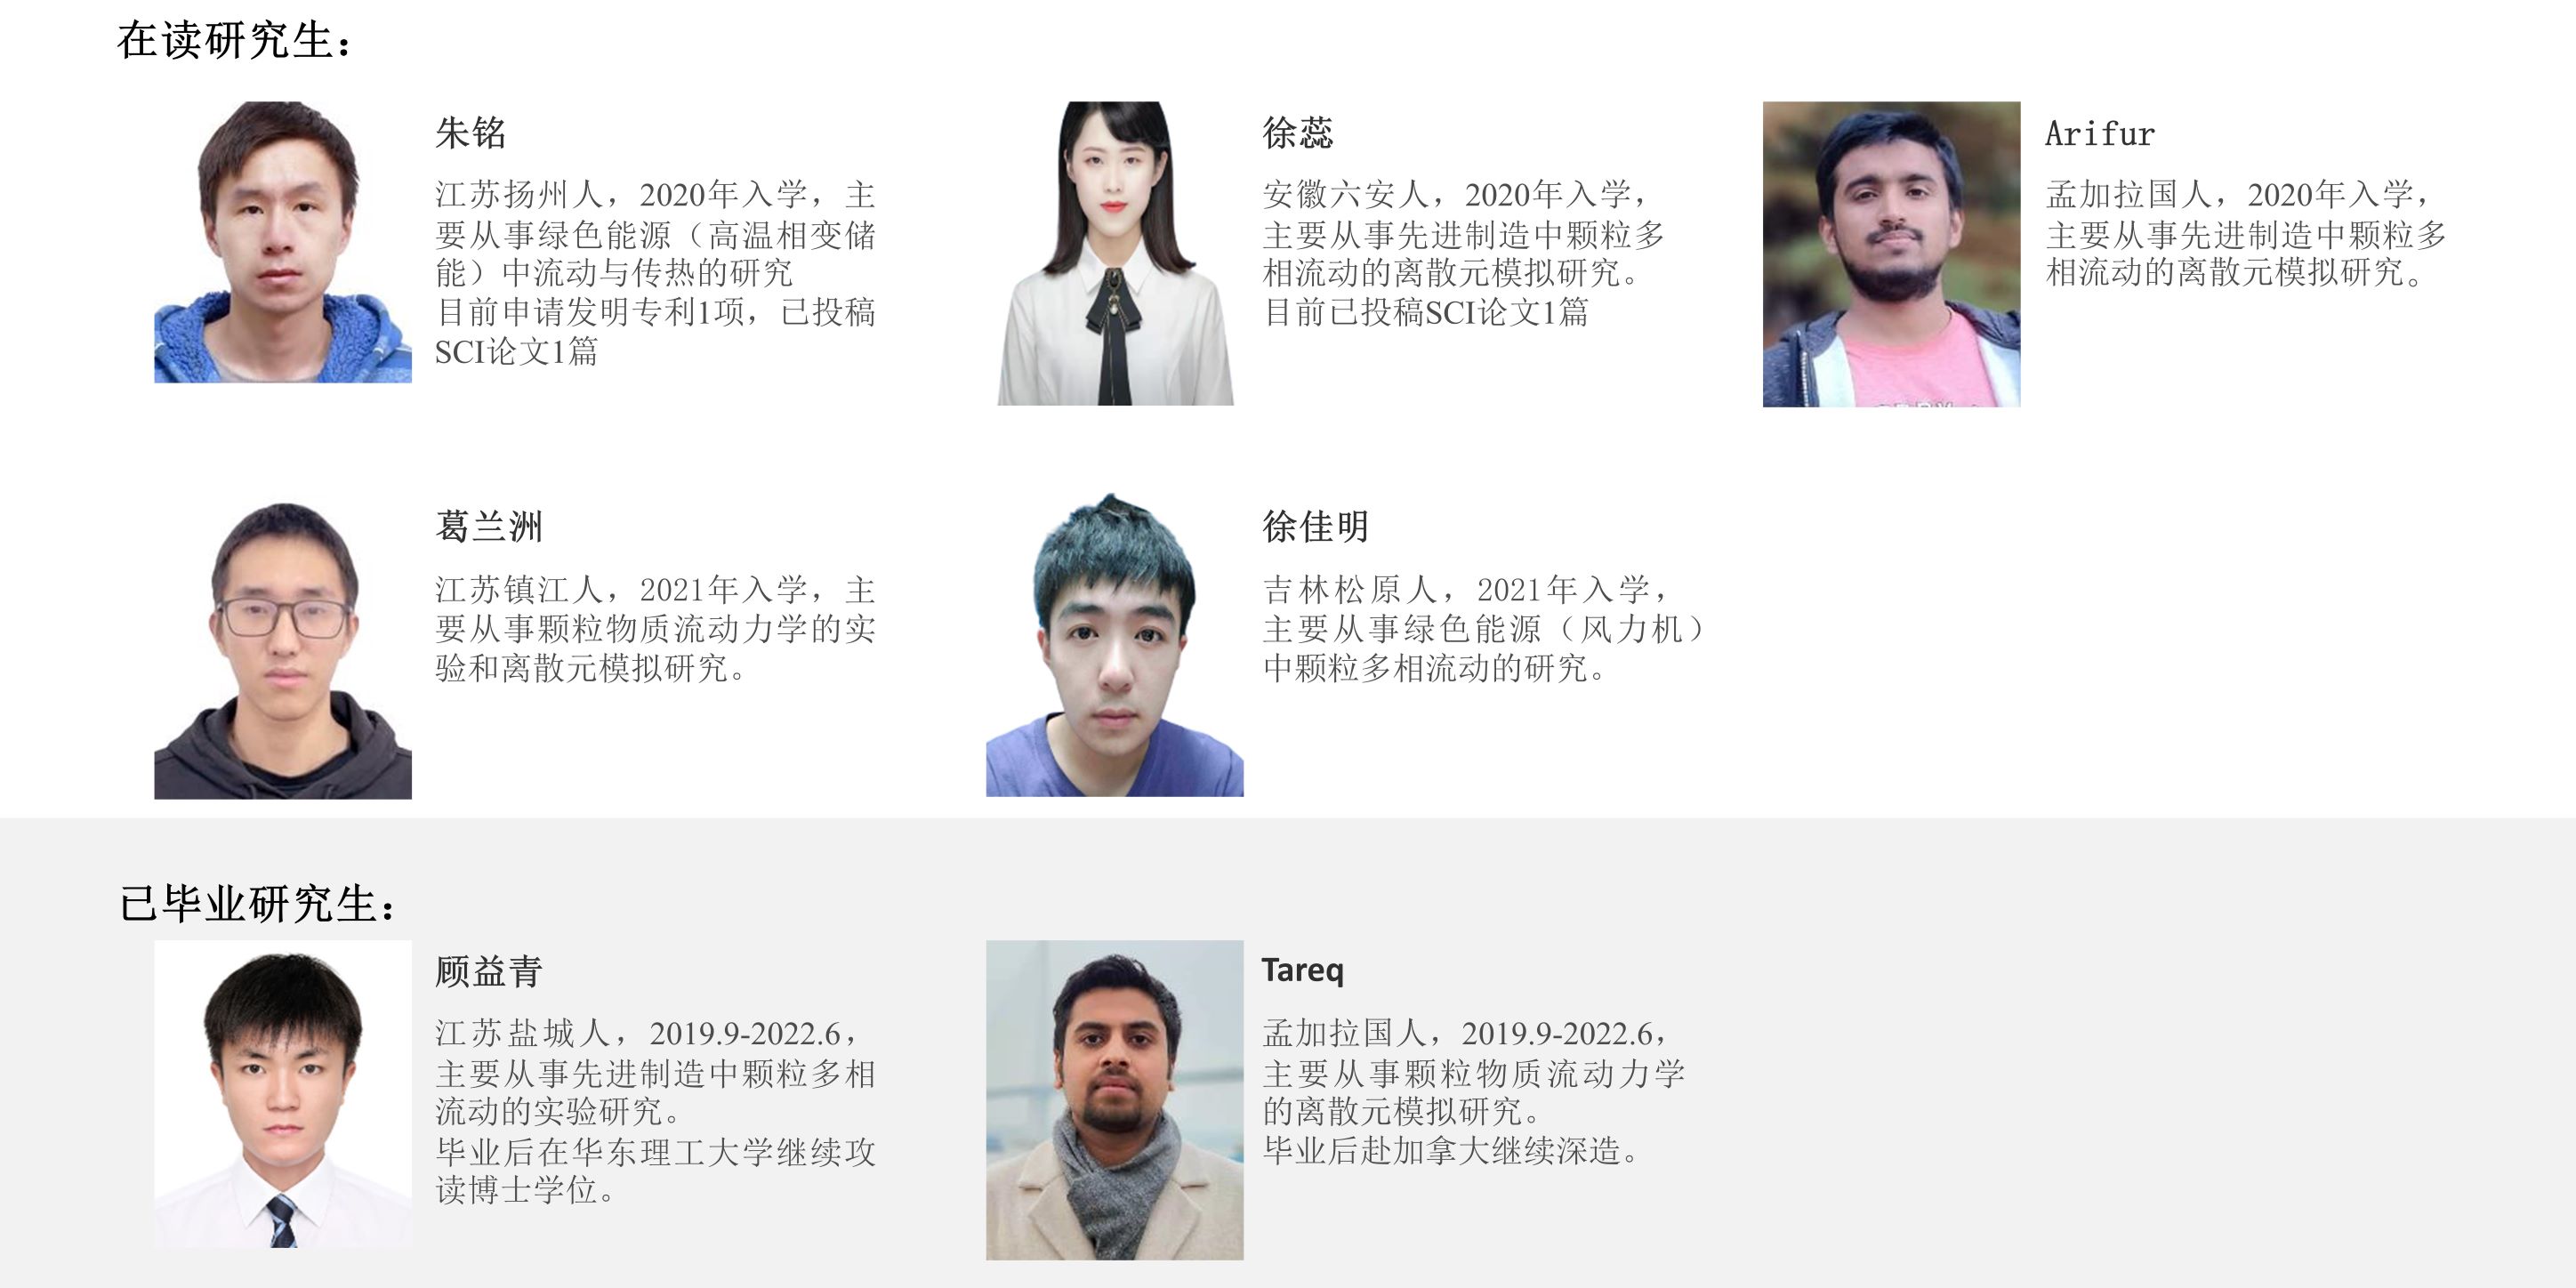 在读研究生：
朱铭
江苏扬州人，2020年入学，主
要从事绿色能源（高温相变储
能）中流动与传热的研究
目前申请发明专利1项，已投稿
SCI论文1篇
徐蕊
安徽六安人，2020年入学，
主要从事先进制造中颗粒多
相流动的离散元模拟研究。
目前已投稿SCI论文1篇
Arifur
孟加拉国人，2020年入学，
主要从事先进制造中颗粒多
相流动的离散元模拟研究。
葛兰洲
江苏镇江人，2021年入学，主
要从事颗粒物质流动力学的实
验和离散元模拟研究。
徐佳明
吉林松原人，2021年入学，
主要从事绿色能源（风力机）
中颗粒多相流动的研究。
已毕业研究生：
顾益青
江苏盐城人，2019.9-2022.6，
主要从事先进制造中颗粒多相
流动的实验研究。
毕业后在华东理工大学继续攻
读博士学位。
Tareq
孟加拉国人，2019.9-2022.6，
主要从事颗粒物质流动力学
的离散元模拟研究。
毕业后赴加拿大继续深造。